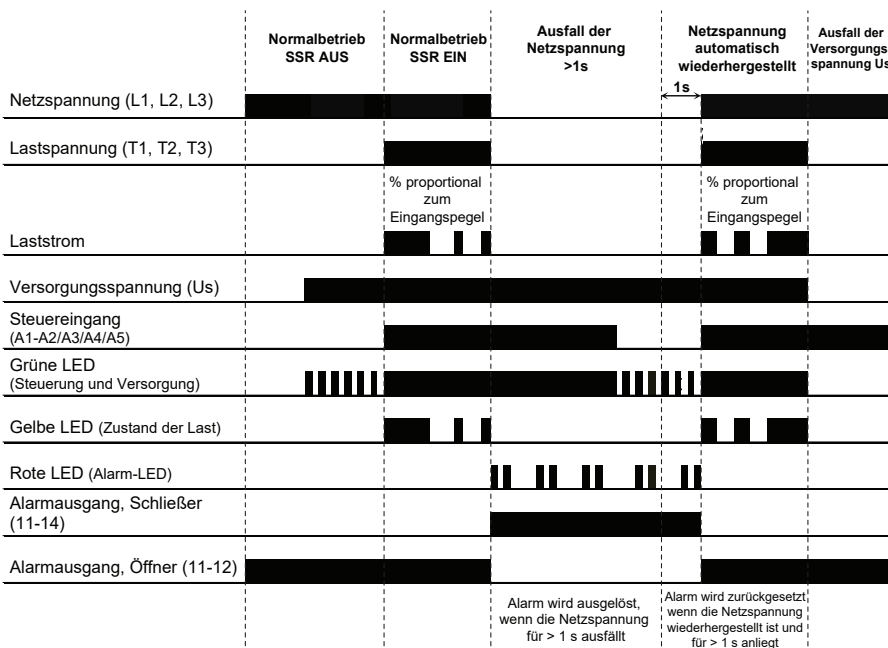 Normalbetrieb
SSR AUS
Normalbetrieb
SSR EIN
Ausfall der
Netzspannung
>1s
Netzspannung
automatisch
wiederhergestellt
Ausfall der
Versorgungs
spannung Us
1s
Netzspannung (L1, L2, L3)
Lastspannung (T1, T2, T3)
% proportional
zum
Eingangspegel
% proportional
zum
Eingangspegel
Laststrom
Versorgungsspannung (Us)
Steuereingang
(A1-A2/A3/A4/A5)
Grüne LED
(Steuerung und Versorgung)
Gelbe LED (Zustand der Last)
Rote LED (Alarm-LED)
Alarmausgang, Schließer
(11-14)
Alarmausgang, Öffner (11-12)
Alarm wird ausgelöst,
wenn die Netzspannung
für > 1 s ausfällt
Alarm wird zurückgesetzt,
wenn die Netzspannung
wiederhergestellt ist und
für > 1 s anliegt